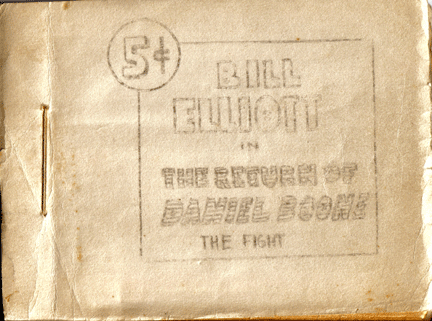 5¢
BILL
ELLIOTT
IN
THE RETURN OF
DANIEL BOONE
THE FIGHT